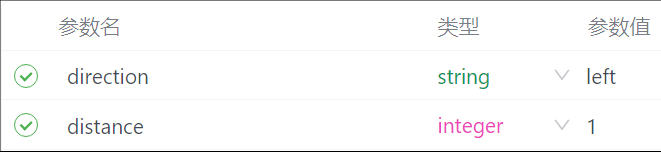 参数名 类型 参数值
direction string left
distance integer 1